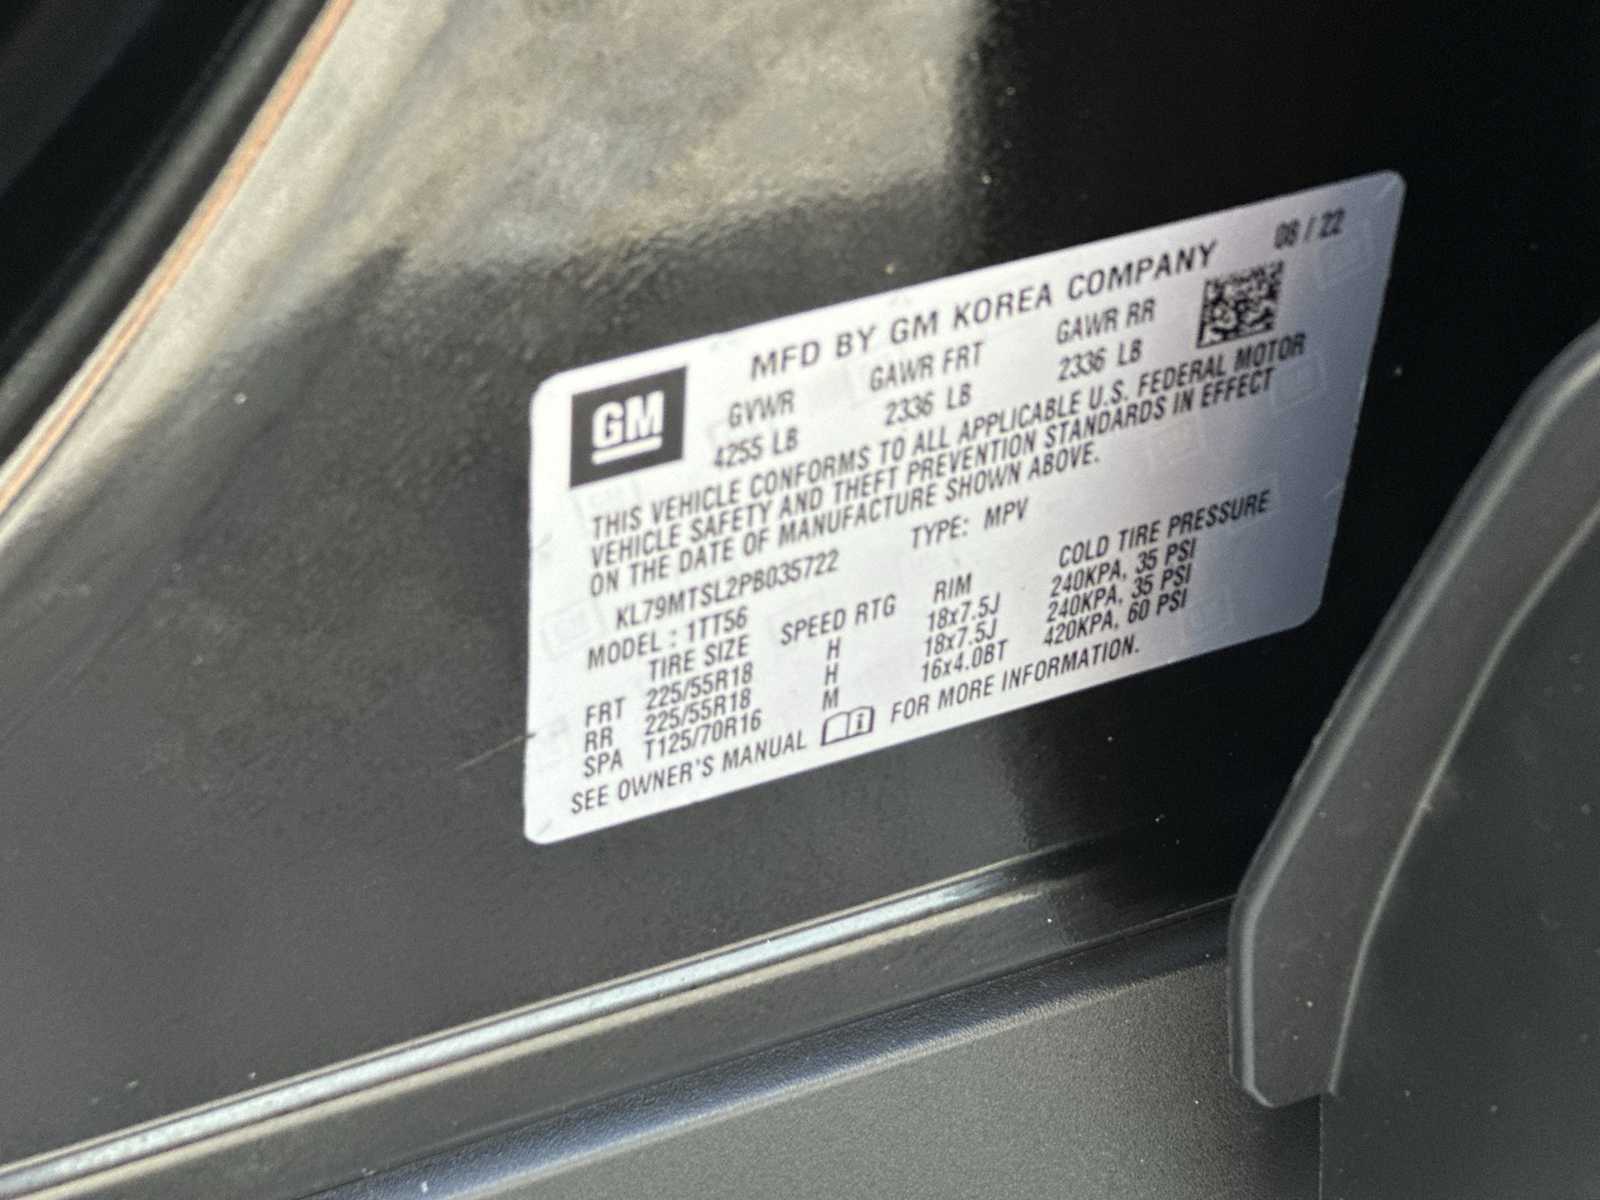 MFD BY GM KOREA COMPANY 08 / 22
GM
GVWR GAWR FRT GAWR RR
4255 LB 2336 LB 2336 LB
THIS VEHICLE CONFORMS TO ALL APPLICABLE U.S. FEDERAL MOTOR
VEHICLE SAFETY AND THEFT PREVENTION STANDARDS IN EFFECT
ON THE DATE OF MANUFACTURE SHOWN ABOVE.
KL79MTSL2PB035722 TYPE: MPV
MODEL : 1TT56
TIRE SIZE SPEED RTG RIM COLD TIRE PRESSURE
FRT 225/55R18 H 18x7.5J 240KPA, 35 PSI
RR 225/55R18 H 18x7.5J 240KPA, 35 PSI
SPA T125/70R16 M 16x4.0BT 420KPA, 60 PSI
SEE OWNER'S MANUAL i FOR MORE INFORMATION.